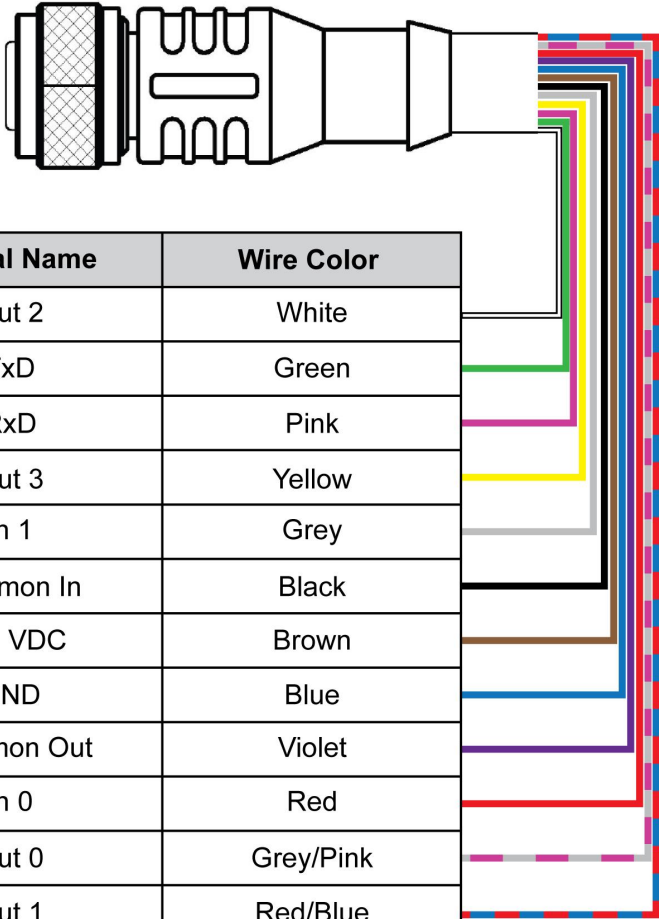 al Name Wire Color
ut 2 White
xD Green
xD Pink
ut 3 Yellow
n 1 Grey
mon In Black
VDC Brown
ND Blue
non Out Violet
n 0 Red
ut 0 Grey/Pink
ut 1 Red/Blue